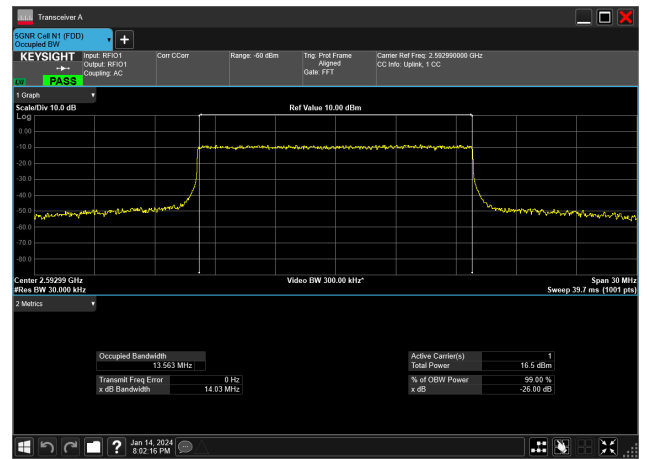 Transceiver A
5GNR Cell N1 (FDD)
Occupied BW
KEYSIGHT
Input: RFIO1
Output: RFIO1
Coupling: AC
Corr CCorr
Range: -60 dBm
Trig: Prot Frame
Aligned
Gate: FFT
Carrier Ref Freq: 2.592990000 GHz
CC Info: Uplink, 1 CC
LW PASS
1 Graph
Scale/Div 10.0 dB
Ref Value 10.00 dBm
Log
0.00
-10.0
-20.0
-30.0
-40.0
-50.0
-60.0
-70.0
-80.0
Center 2.59299 GHz
Video BW 300.00 kHz*
Span 30 MHz
#Res BW 30.000 kHz
Sweep 39.7 ms (1001 pts)
2 Metrics
Occupied Bandwidth
13.563 MHz
Transmit Freq Error 0 Hz
x dB Bandwidth 14.03 MHz
Active Carrier(s) 1
Total Power 16.5 dBm
% of OBW Power 99.00 %
x dB -26.00 dB
Jan 14, 2024
8:02:16 PM